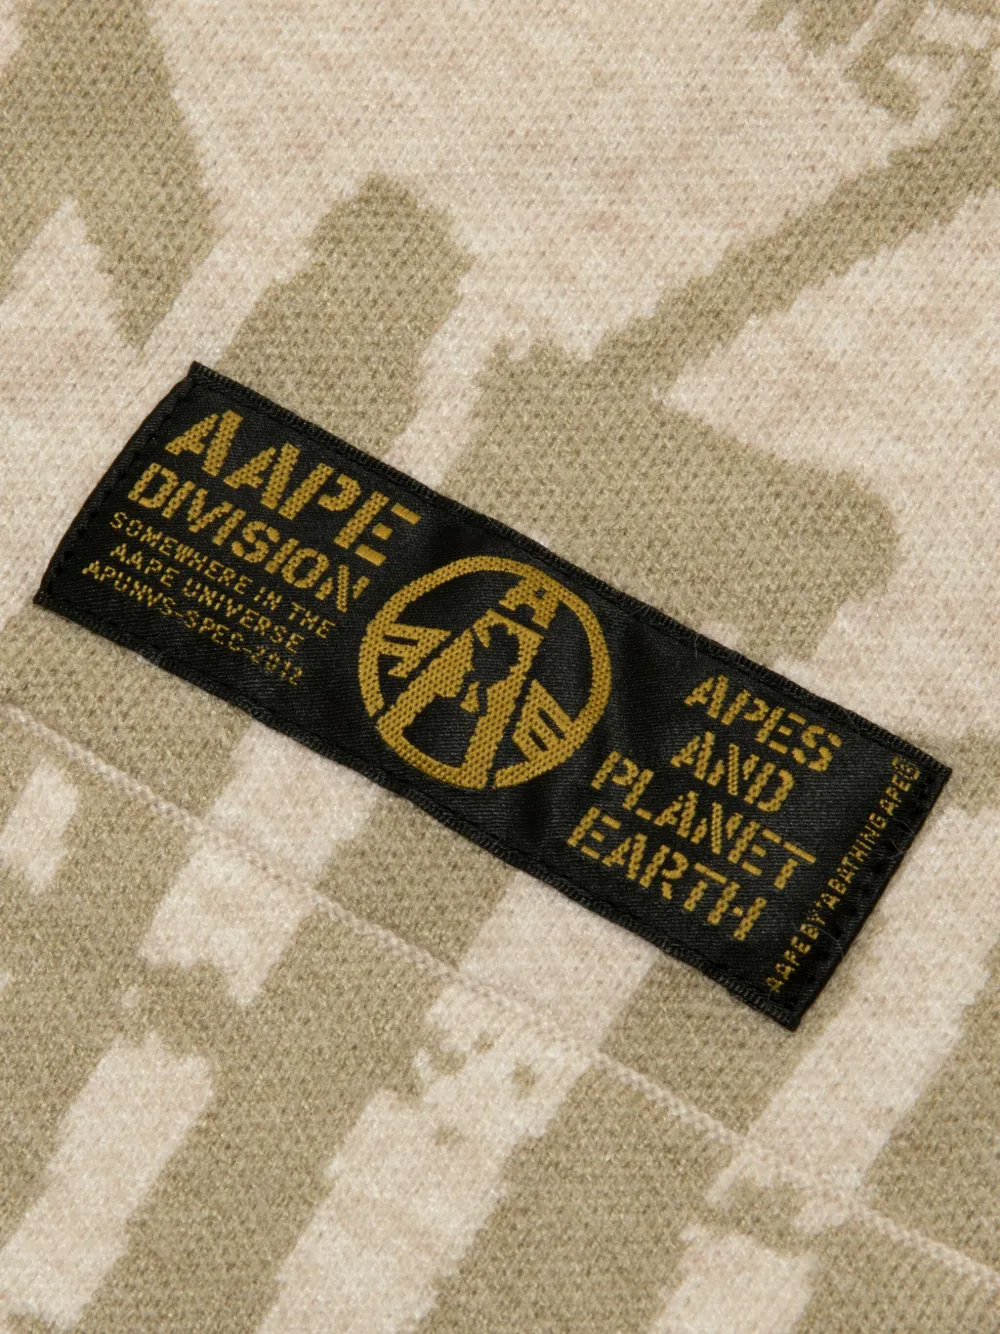 AAPE
DIVISION
SOMEWHERE IN THE
AAPE UNIVERSE
APUNVS-SPEC-2012
APES
AND
PLANET
EARTH
AAPE BY *A BATHING APE®